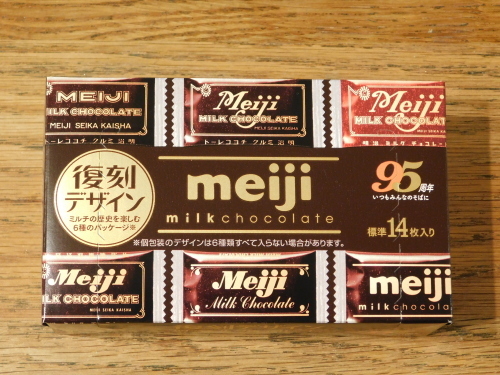 MEIJI
MILK CHOCOLATE
MEIJI SEIKA KAISHA
Meiji
MILK CHOCOLATE
MEIJI SEIKA KAISHA
Meiji
MILK CHOCOLATE
復刻
デザイン
ミルチの歴史を楽しむ
6種のパッケージ※
meiji
milkchocolate
※個包装のデザインは6種類すべて入らない場合があります。
95周年
いつもみんなのそばに
標準14枚入り
Meiji
MILK CHOCOLATE
MEIJI SEIKA KAISHA
Meiji
Milk Chocolate
meiji
milkchocola